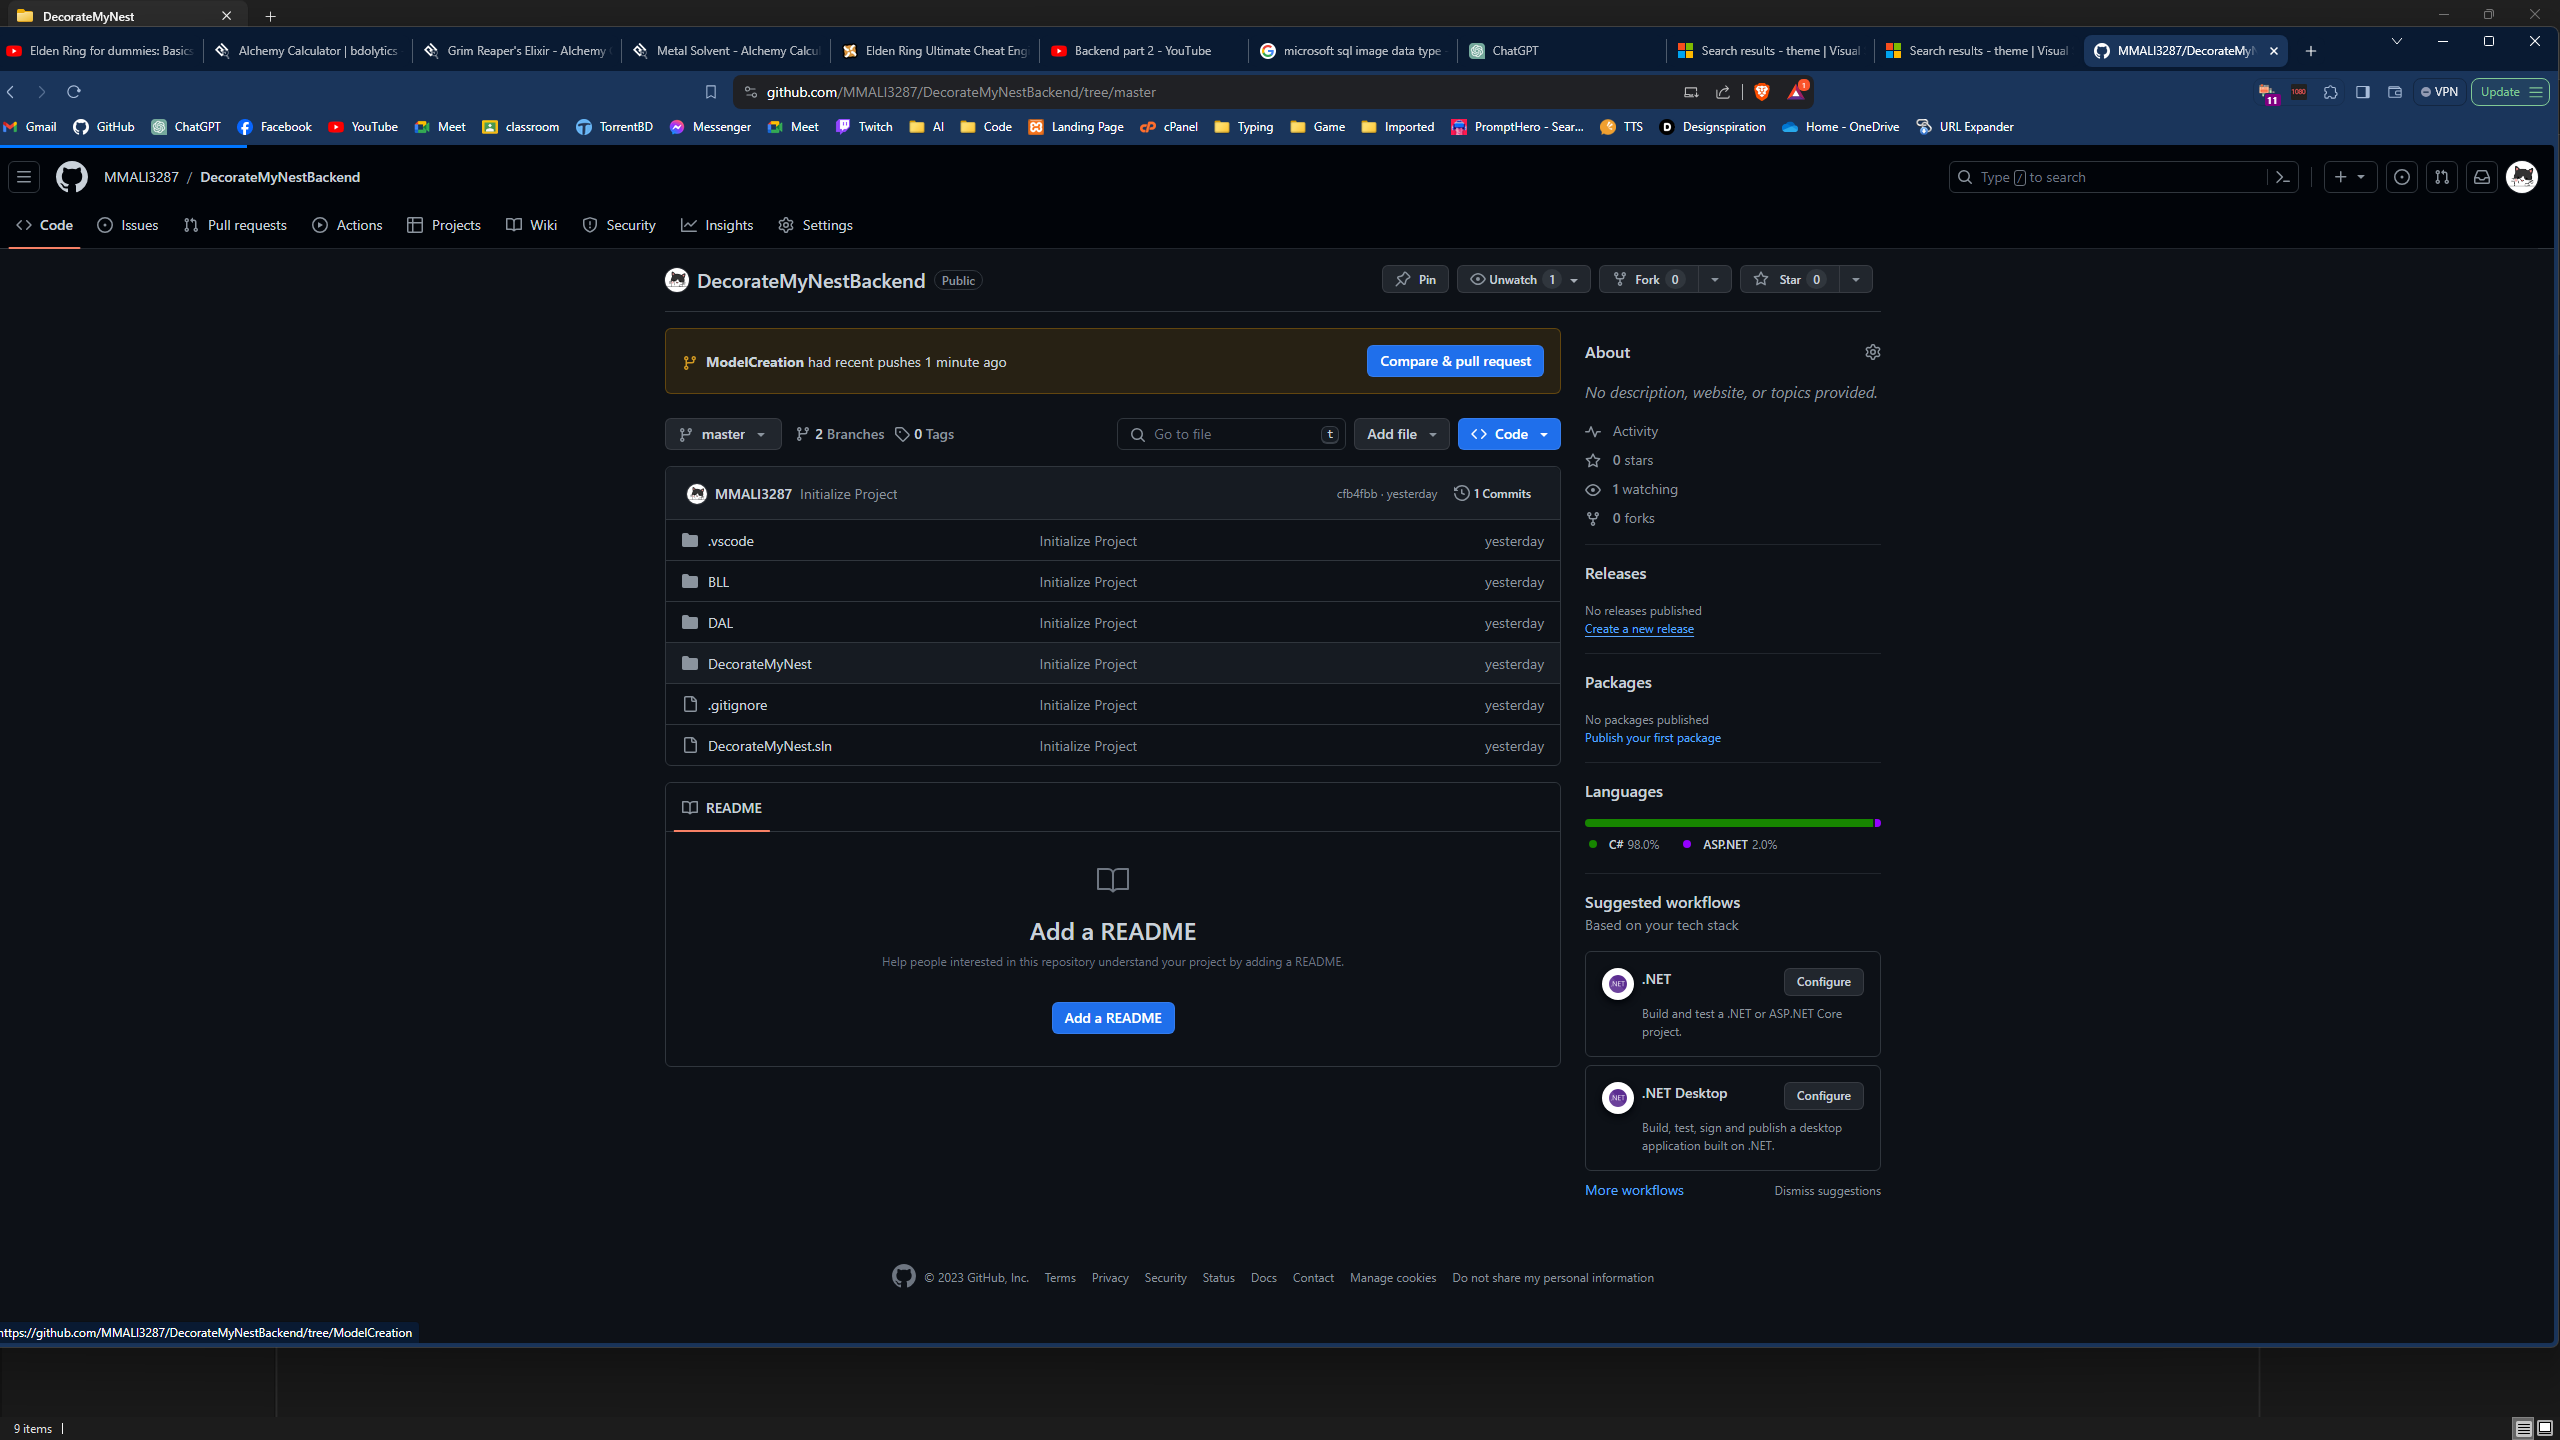 DecorateMyNest
Elden Ring for dummies: Basics
Alchemy Calculator | bdolytics
Grim Reaper's Elixir - Alchemy C
Metal Solvent - Alchemy Calcul
Elden Ring Ultimate Cheat Engi
Backend part 2 - YouTube
microsoft sql image data type -
ChatGPT
Search results - theme | Visual
Search results - theme | Visual
MMALI3287/DecorateMyN
github.com/MMALI3287/DecorateMyNestBackend/tree/master
1
11
1080
VPN
Update
Gmail
GitHub
ChatGPT
Facebook
YouTube
Meet
classroom
TorrentBD
Messenger
Meet
Twitch
AI
Code
Landing Page
cPanel
Typing
Game
Imported
PromptHero - Sear...
TTS
Designspiration
Home - OneDrive
URL Expander
MMALI3287 / DecorateMyNestBackend
Type / to search
Code
Issues
Pull requests
Actions
Projects
Wiki
Security
Insights
Settings
DecorateMyNestBackend Public
Pin
Unwatch 1
Fork 0
Star 0
ModelCreation had recent pushes 1 minute ago
Compare & pull request
master
2 Branches
0 Tags
Go to file
t
Add file
Code
MMALI3287 Initialize Project
cfb4fbb · yesterday
1 Commits
.vscode Initialize Project yesterday
BLL Initialize Project yesterday
DAL Initialize Project yesterday
DecorateMyNest Initialize Project yesterday
.gitignore Initialize Project yesterday
DecorateMyNest.sln Initialize Project yesterday
README
Add a README
Help people interested in this repository understand your project by adding a README.
Add a README
About
No description, website, or topics provided.
Activity
0 stars
1 watching
0 forks
Releases
No releases published
Create a new release
Packages
No packages published
Publish your first package
Languages
C# 98.0%
ASP.NET 2.0%
Suggested workflows
Based on your tech stack
.NET
.NET
Configure
Build and test a .NET or ASP.NET Core
project.
.NET
.NET Desktop
Configure
Build, test, sign and publish a desktop
application built on .NET.
More workflows
Dismiss suggestions
© 2023 GitHub, Inc.
Terms
Privacy
Security
Status
Docs
Contact
Manage cookies
Do not share my personal information
https://github.com/MMALI3287/DecorateMyNestBackend/tree/ModelCreation
9 items